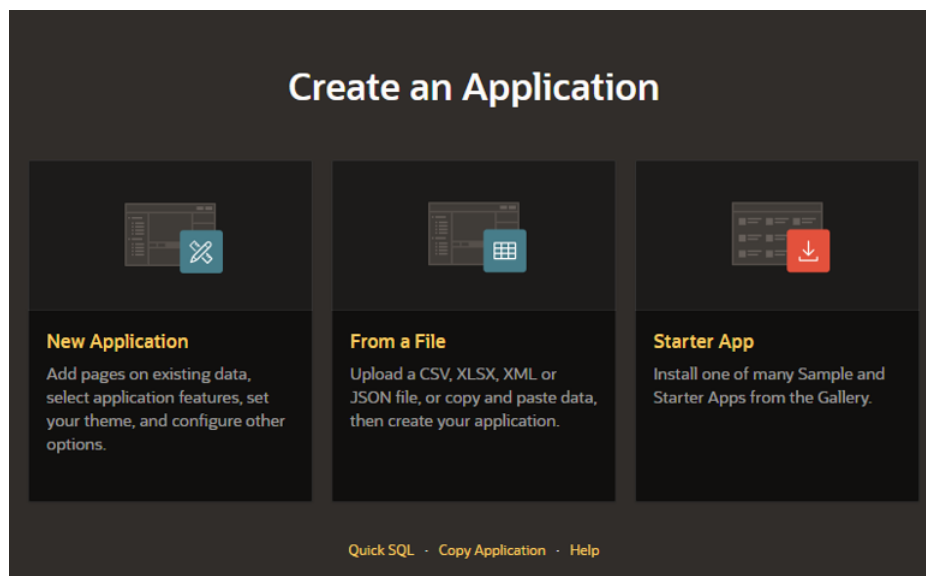 Create an Application
New Application
Add pages on existing data,
select application features, set
your theme, and configure other
options.
From a File
Upload a CSV, XLSX, XML or
JSON file, or copy and paste data,
then create your application.
Starter App
Install one of many Sample and
Starter Apps from the Gallery.
Quick SQL · Copy Application · Help